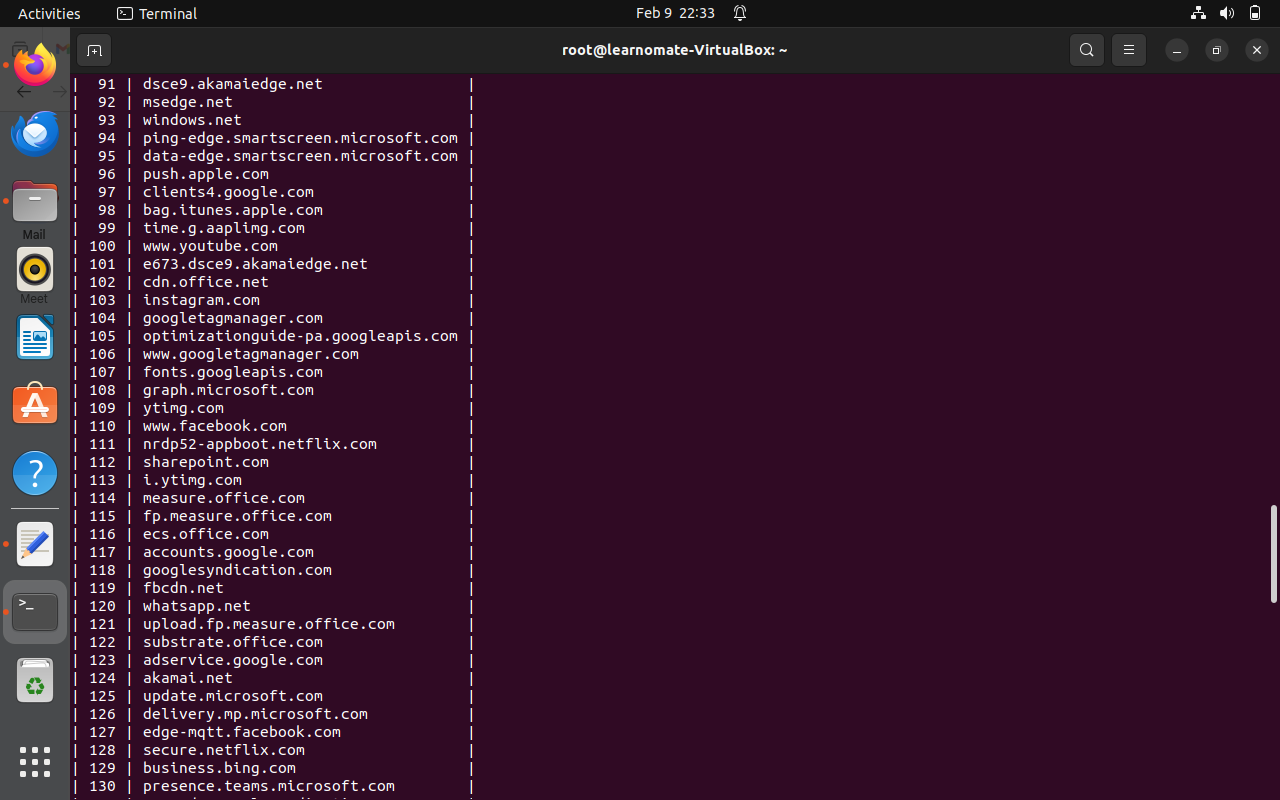 Activities
Terminal
Feb 9 22:33
root@learnomate-VirtualBox: ~
Mail
Meet
| 91 | dsce9.akamaiedge.net |
| 92 | msedge.net |
| 93 | windows.net |
| 94 | ping-edge.smartscreen.microsoft.com |
| 95 | data-edge.smartscreen.microsoft.com |
| 96 | push.apple.com |
| 97 | clients4.google.com |
| 98 | bag.itunes.apple.com |
| 99 | time.g.aaplimg.com |
| 100 | www.youtube.com |
| 101 | e673.dsce9.akamaiedge.net |
| 102 | cdn.office.net |
| 103 | instagram.com |
| 104 | googletagmanager.com |
| 105 | optimizationguide-pa.googleapis.com |
| 106 | www.googletagmanager.com |
| 107 | fonts.googleapis.com |
| 108 | graph.microsoft.com |
| 109 | ytimg.com |
| 110 | www.facebook.com |
| 111 | nrdp52-appboot.netflix.com |
| 112 | sharepoint.com |
| 113 | i.ytimg.com |
| 114 | measure.office.com |
| 115 | fp.measure.office.com |
| 116 | ecs.office.com |
| 117 | accounts.google.com |
| 118 | googlesyndication.com |
| 119 | fbcdn.net |
| 120 | whatsapp.net |
| 121 | upload.fp.measure.office.com |
| 122 | substrate.office.com |
| 123 | adservice.google.com |
| 124 | akamai.net |
| 125 | update.microsoft.com |
| 126 | delivery.mp.microsoft.com |
| 127 | edge-mqtt.facebook.com |
| 128 | secure.netflix.com |
| 129 | business.bing.com |
| 130 | presence.teams.microsoft.com |